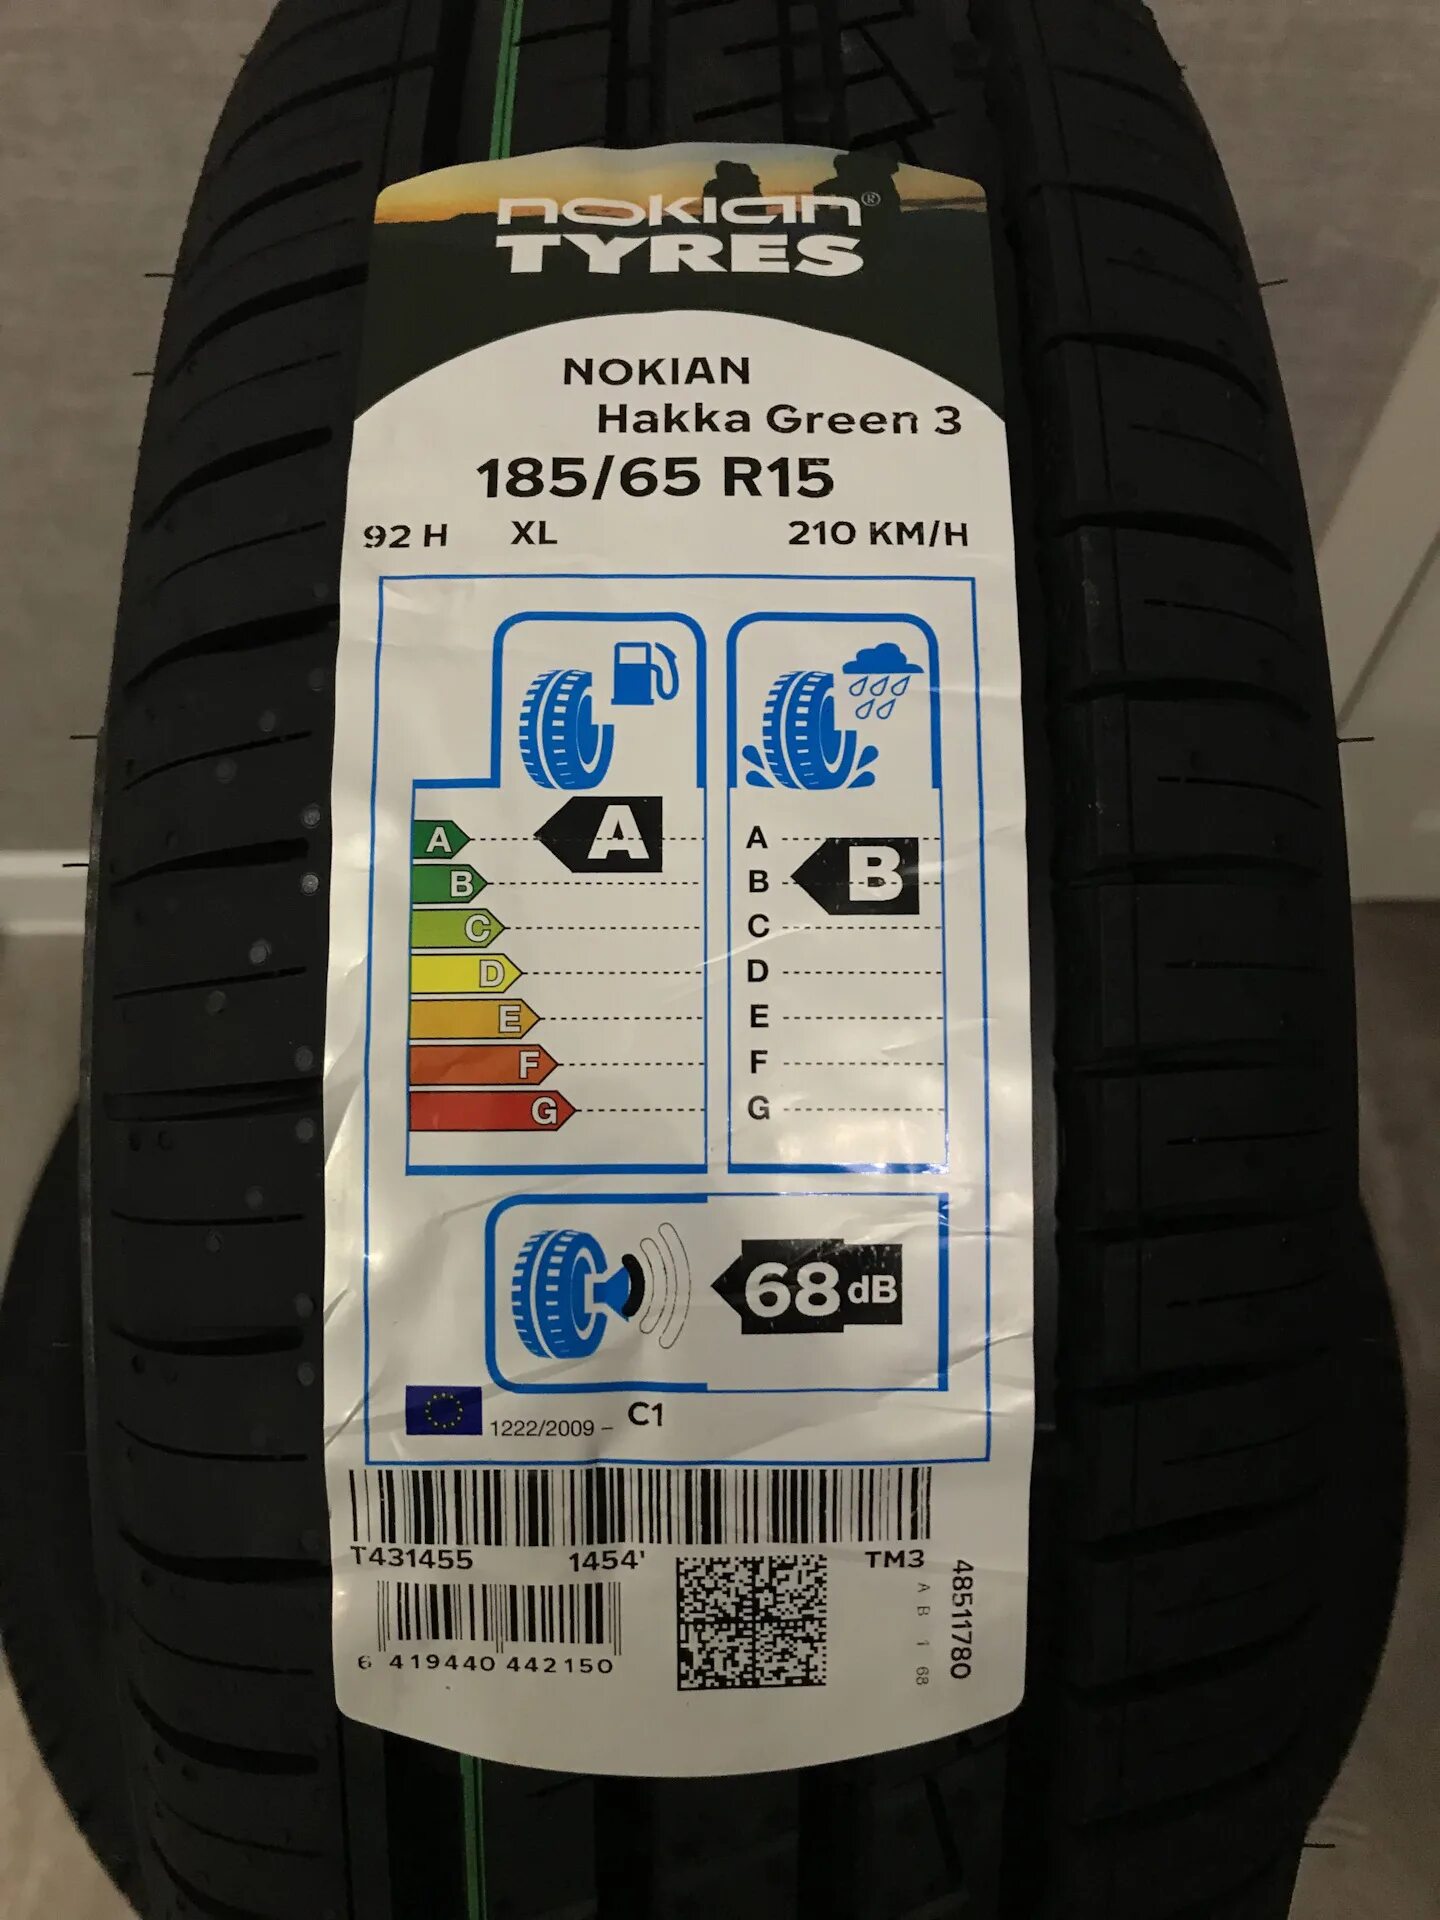 NOKIAN®
TYRES
NOKIAN
Hakka Green 3
185/65 R15
92 H XL 210 KM/H
A A A
B B B
C C
D D
E E
F F
G G
68 dB
1222/2009 – C1
T431455 1454' TM3
6 419440 442150
4851780
A B 1 68